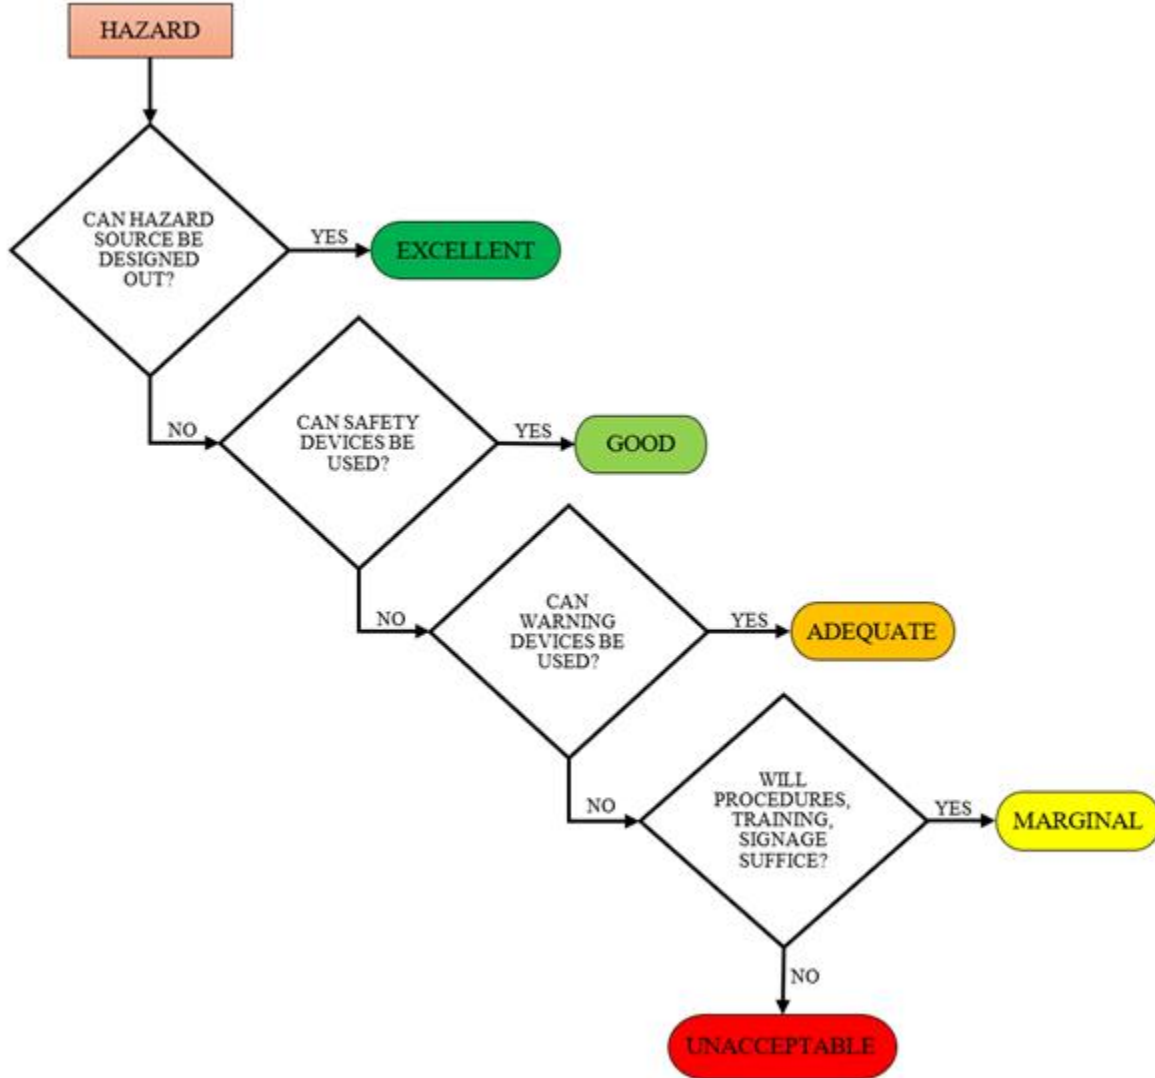 HAZARD
CAN HAZARD
SOURCE BE
DESIGNED
OUT?
YES
EXCELLENT
NO
CAN SAFETY
DEVICES BE
USED?
YES
GOOD
NO
CAN
WARNING
DEVICES BE
USED?
YES
ADEQUATE
NO
WILL
PROCEDURES,
TRAINING,
SIGNAGE
SUFFICE?
YES
MARGINAL
NO
UNACCEPTABLE